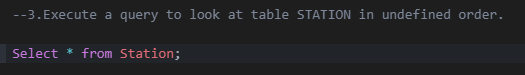 --3.Execute a query to look at table STATION in undefined order.
Select * from Station;